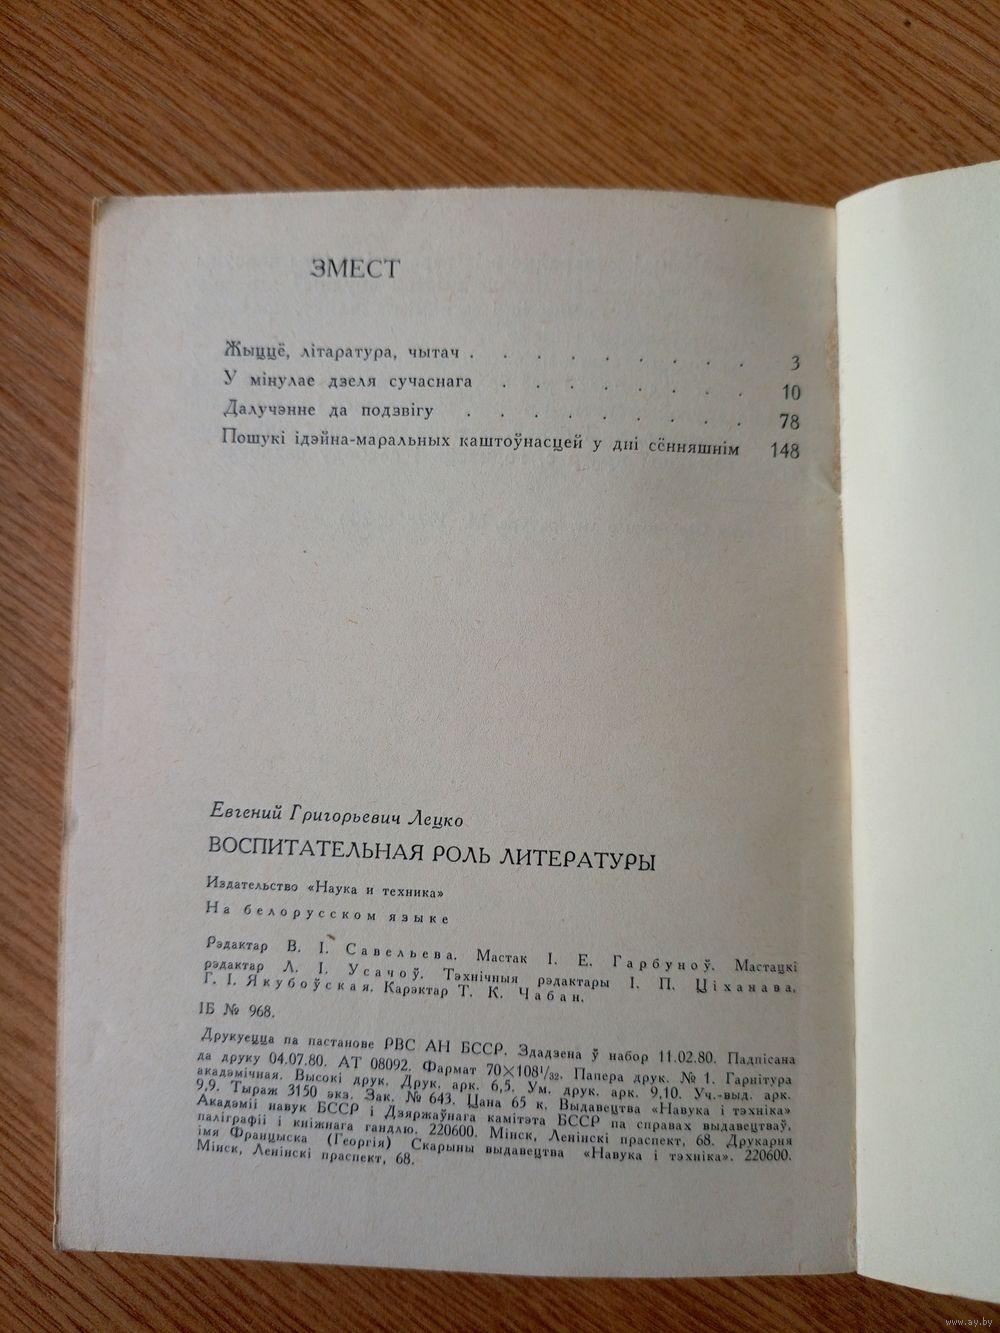 ЗМЕСТ
Жыццё, літаратура, чытач . . . . . . . . . 3
У мінулае дзеля сучаснага . . . . . . . . 10
Далучэнне да подзвігу . . . . . . . . . 78
Пошукі ідэйна-маральных каштоўнасцей у дні сённяшнім 148
Евгений Григорьевич Лецко
ВОСПИТАТЕЛЬНАЯ РОЛЬ ЛИТЕРАТУРЫ
Издательство «Наука и техника»
На белорусском языке
Рэдактар В. І. Савельева. Мастак І. Е. Гарбуноў. Мастацкі
рэдактар Л. І. Усачоў. Тэхнічныя рэдактары І. П. Ціханава,
Г. І. Якубоўская. Карэктар Т. К. Чабан.
ІБ № 968.
Друкуецца па пастанове РВС АН БССР. Здадзена ў набор 11.02.80. Падпісана
да друку 04.07.80. АТ 08092. Фармат 70×108¹/₃₂. Папера друк. № 1. Гарнітура
акадэмічная. Высокі друк. Друк. арк. 6,5. Ум. друк. арк. 9,10. Уч.-выд. арк.
9,9. Тыраж 3150 экз. Зак. № 643. Цана 65 к. Выдавецтва «Навука і тэхніка»
Акадэміі навук БССР і Дзяржаўнага камітэта БССР па справах выдавецтваў,
паліграфіі і кніжнага гандлю. 220600. Мінск, Ленінскі праспект, 68. Друкарня
імя Францыска (Георгія) Скарыны выдавецтва «Навука і тэхніка». 220600.
Мінск, Ленінскі праспект, 68.
www.ay.by